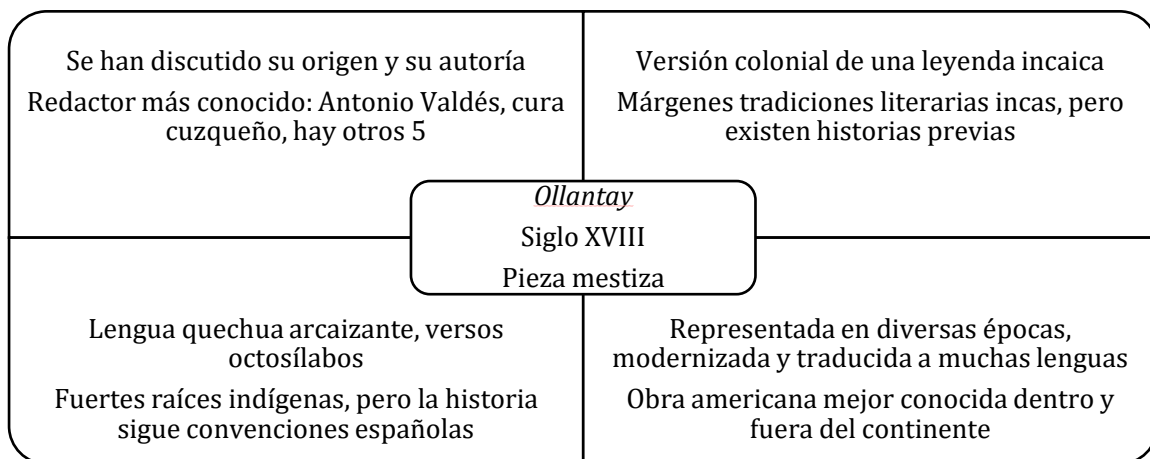 Se han discutido su origen y su autoría
Redactor más conocido: Antonio Valdés, cura
cuzqueño, hay otros 5
Versión colonial de una leyenda incaica
Márgenes tradiciones literarias incas, pero
existen historias previas
Ollantay
Siglo XVIII
Pieza mestiza
Lengua quechua arcaizante, versos
octosílabos
Fuertes raíces indígenas, pero la historia
sigue convenciones españolas
Representada en diversas épocas,
modernizada y traducida a muchas lenguas
Obra americana mejor conocida dentro y
fuera del continente